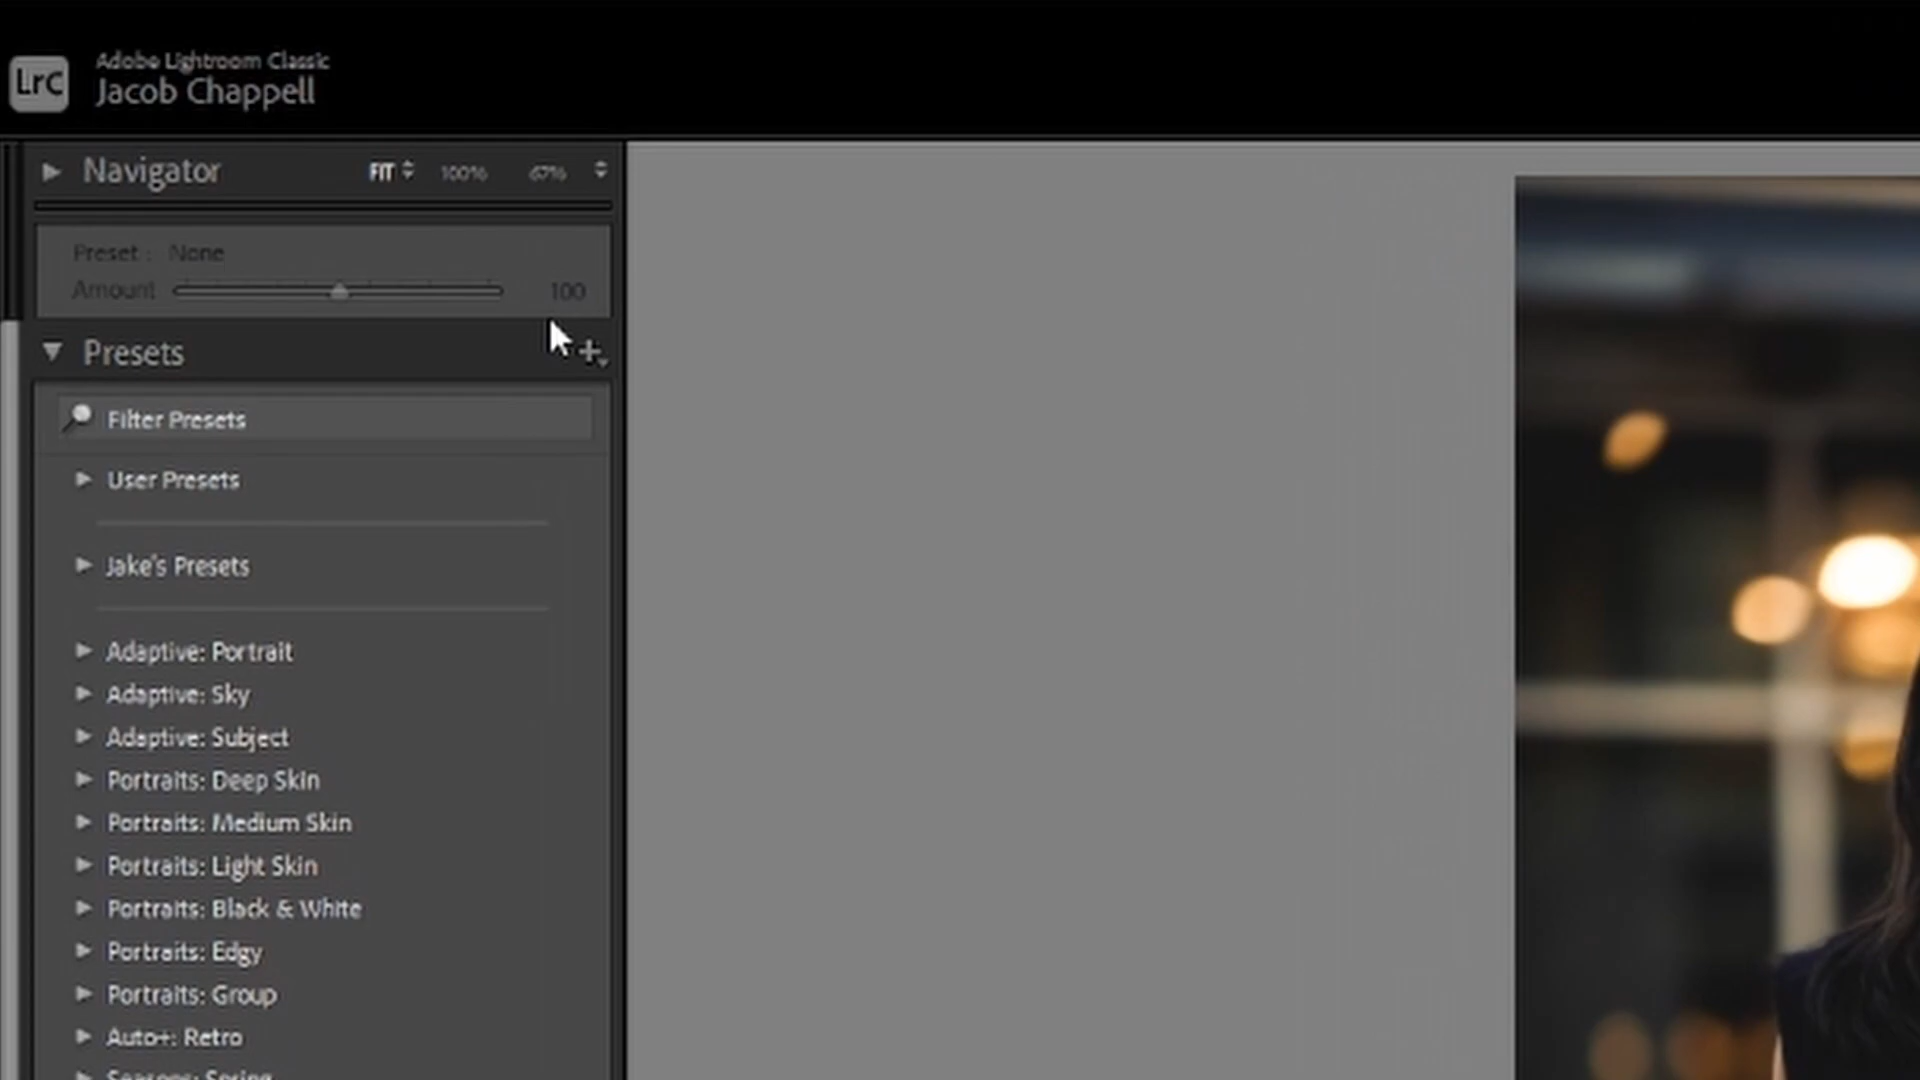 LrC
Adobe Lightroom Classic
Jacob Chappell
Navigator FIT 100% 67%
Preset : None
Amount 100
Presets
Filter Presets
User Presets
Jake's Presets
Adaptive: Portrait
Adaptive: Sky
Adaptive: Subject
Portraits: Deep Skin
Portraits: Medium Skin
Portraits: Light Skin
Portraits: Black & White
Portraits: Edgy
Portraits: Group
Auto+: Retro
Seasons: Spring